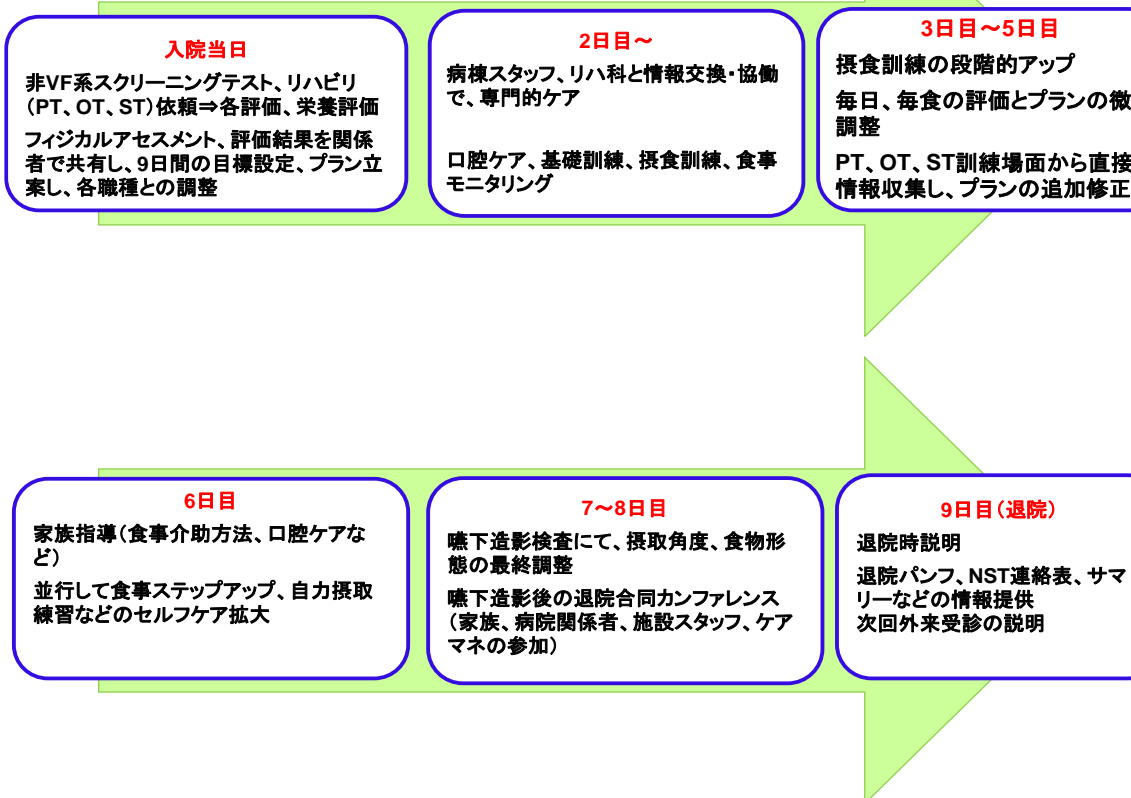 入院当日
非VF系スクリーニングテスト、リハビリ
（PT、OT、ST）依頼⇒各評価、栄養評価
フィジカルアセスメント、評価結果を関係
者で共有し、9日間の目標設定、プラン立
案し、各職種との調整
2日目～
病棟スタッフ、リハ科と情報交換・協働
で、専門的ケア
口腔ケア、基礎訓練、摂食訓練、食事
モニタリング
3日目～5日目
摂食訓練の段階的アップ
毎日、毎食の評価とプランの微
調整
PT、OT、ST訓練場面から直接
情報収集し、プランの追加修正
6日目
家族指導（食事介助方法、口腔ケアな
ど）
並行して食事ステップアップ、自力摂取
練習などのセルフケア拡大
7～8日目
嚥下造影検査にて、摂取角度、食物形
態の最終調整
嚥下造影後の退院合同カンファレンス
（家族、病院関係者、施設スタッフ、ケア
マネの参加）
9日目（退院）
退院時説明
退院パンフ、NST連絡表、サマ
リーなどの情報提供
次回外来受診の説明